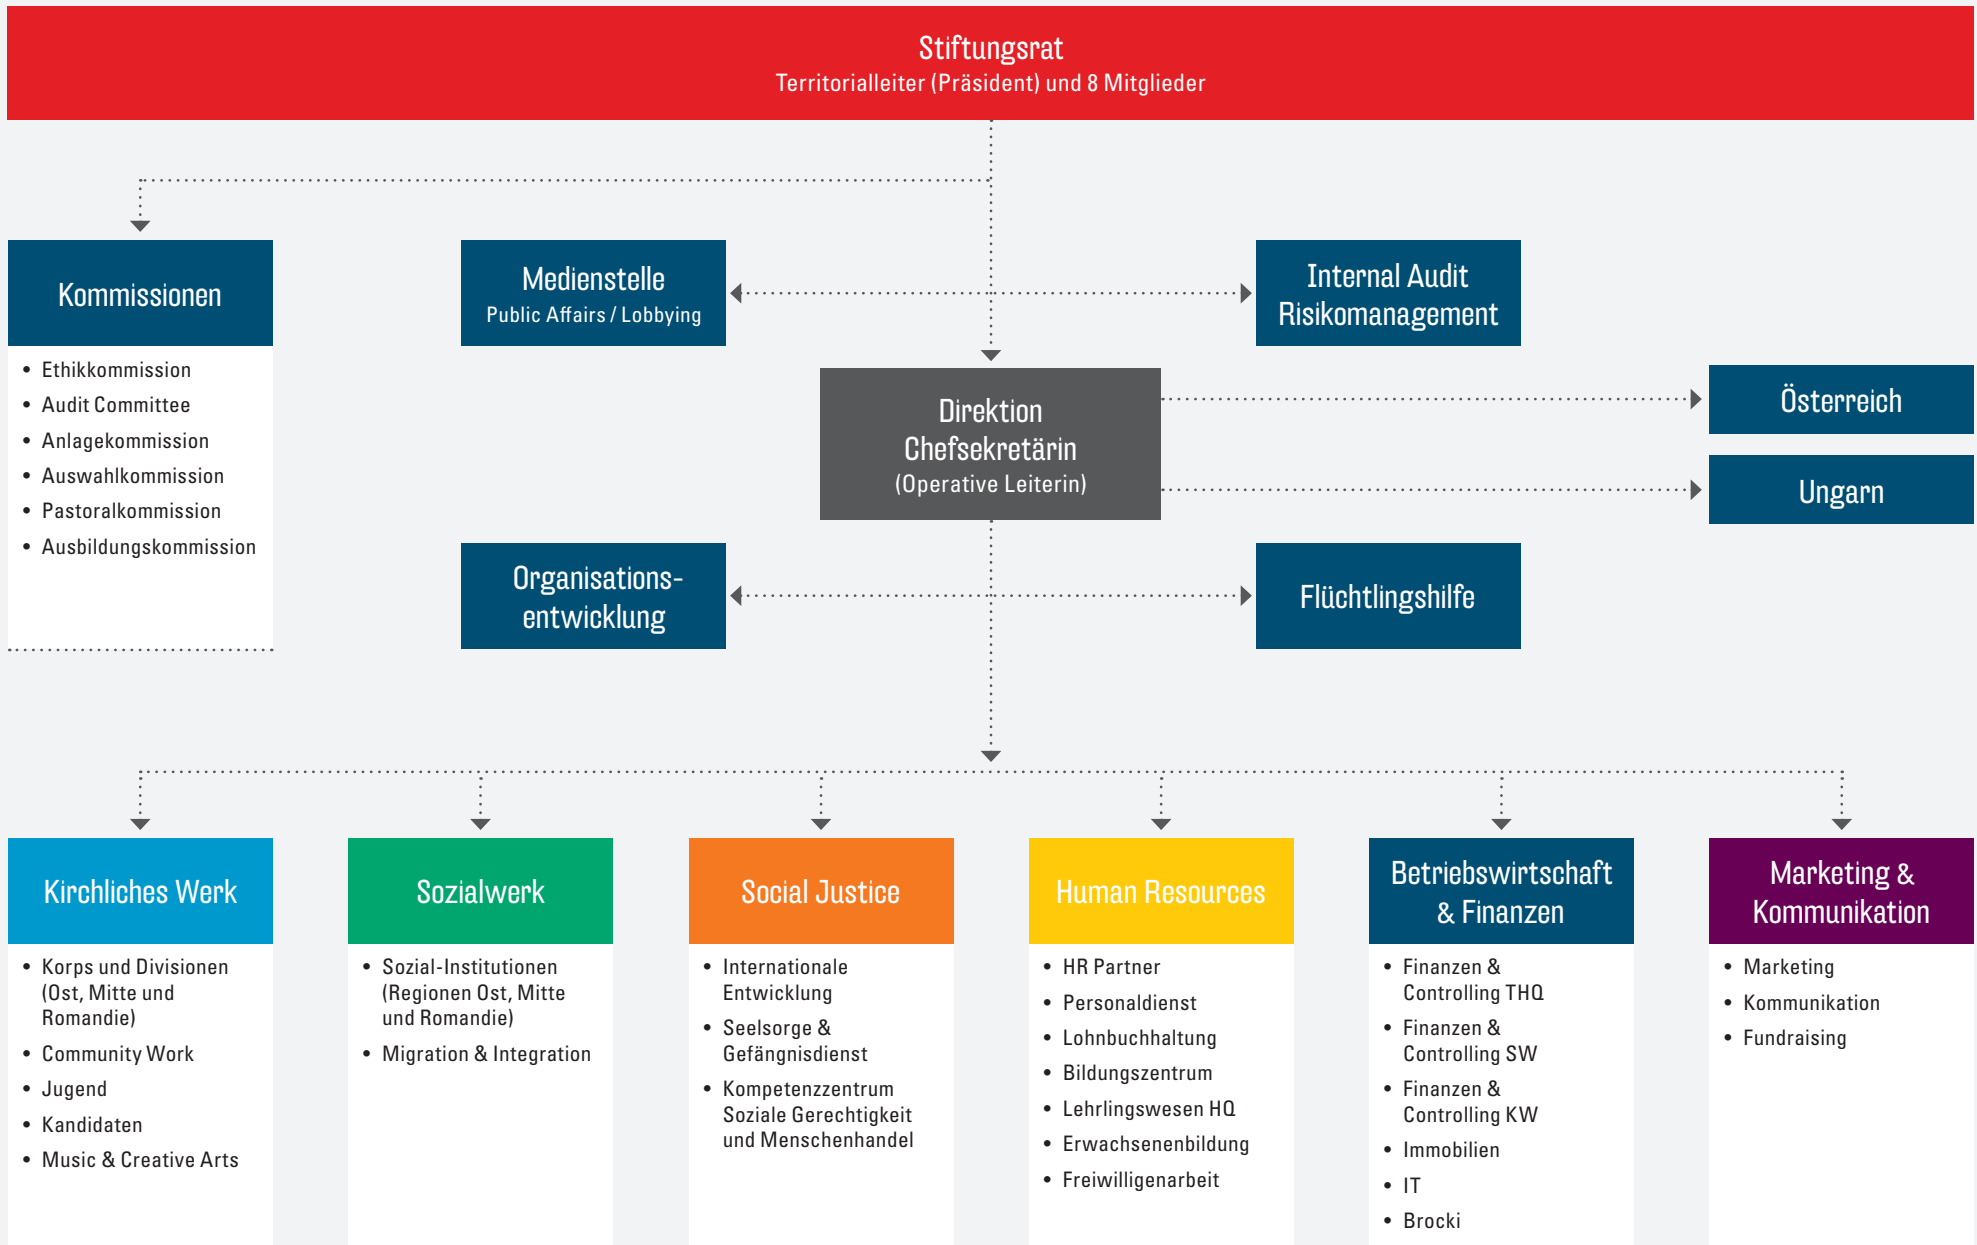 Stiftungsrat
Territorialleiter (Präsident) und 8 Mitglieder
Kommissionen
• Ethikkommission
• Audit Committee
• Anlagekommission
• Auswahlkommission
• Pastoralkommission
• Ausbildungskommission
Medienstelle
Public Affairs / Lobbying
Internal Audit
Risikomanagement
Direktion
Chefsekretärin
(Operative Leiterin)
Österreich
Ungarn
Organisations-
entwicklung
Flüchtlingshilfe
Kirchliches Werk
• Korps und Divisionen
(Ost, Mitte und
Romandie)
• Community Work
• Jugend
• Kandidaten
• Music & Creative Arts
Sozialwerk
• Sozial-Institutionen
(Regionen Ost, Mitte
und Romandie)
• Migration & Integration
Social Justice
• Internationale
Entwicklung
• Seelsorge &
Gefängnisdienst
• Kompetenzzentrum
Soziale Gerechtigkeit
und Menschenhandel
Human Resources
• HR Partner
• Personaldienst
• Lohnbuchhaltung
• Bildungszentrum
• Lehrlingswesen HQ
• Erwachsenenbildung
• Freiwilligenarbeit
Betriebswirtschaft
& Finanzen
• Finanzen &
Controlling THQ
• Finanzen &
Controlling SW
• Finanzen &
Controlling KW
• Immobilien
• IT
• Brocki
Marketing &
Kommunikation
• Marketing
• Kommunikation
• Fundraising